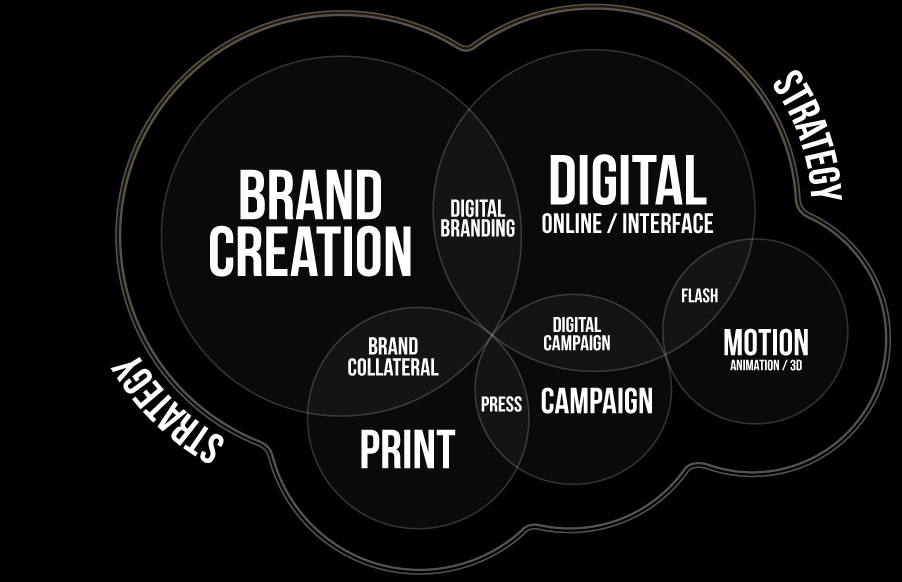 STRATEGY
BRAND
CREATION
DIGITAL
BRANDING
DIGITAL
ONLINE / INTERFACE
FLASH
MOTION
ANIMATION / 3D
BRAND
COLLATERAL
DIGITAL
CAMPAIGN
PRESS
CAMPAIGN
PRINT
STRATEGY